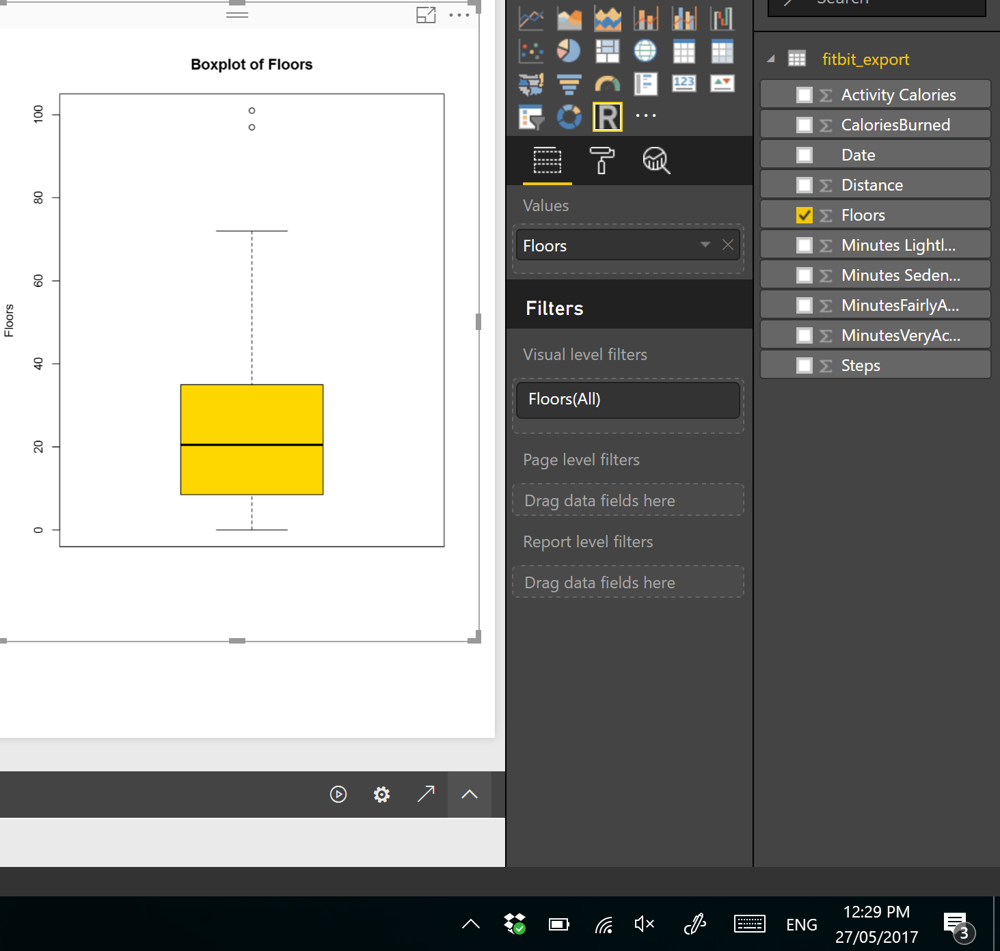 Search
Boxplot of Floors
Floors
100
80
60
40
20
0
123
R
Values
Floors
Filters
Visual level filters
Floors(All)
Page level filters
Drag data fields here
Report level filters
Drag data fields here
fitbit_export
Activity Calories
CaloriesBurned
Date
Distance
Floors
Minutes Lightl...
Minutes Seden...
MinutesFairlyA...
MinutesVeryAc...
Steps
ENG
12:29 PM
27/05/2017
3